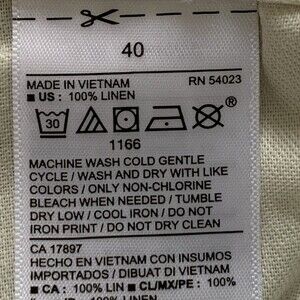 40
MADE IN VIETNAM RN 54023
■ US : 100% LINEN
30 ®
1166
MACHINE WASH COLD GENTLE
CYCLE / WASH AND DRY WITH LIKE
COLORS / ONLY NON-CHLORINE
BLEACH WHEN NEEDED / TUMBLE
DRY LOW / COOL IRON / DO NOT
IRON PRINT / DO NOT DRY CLEAN
CA 17897
HECHO EN VIETNAM CON INSUMOS
IMPORTADOS / DIBUAT DI VIETNAM
■ CA : 100% LIN ■ CL/MX/PE : 100%